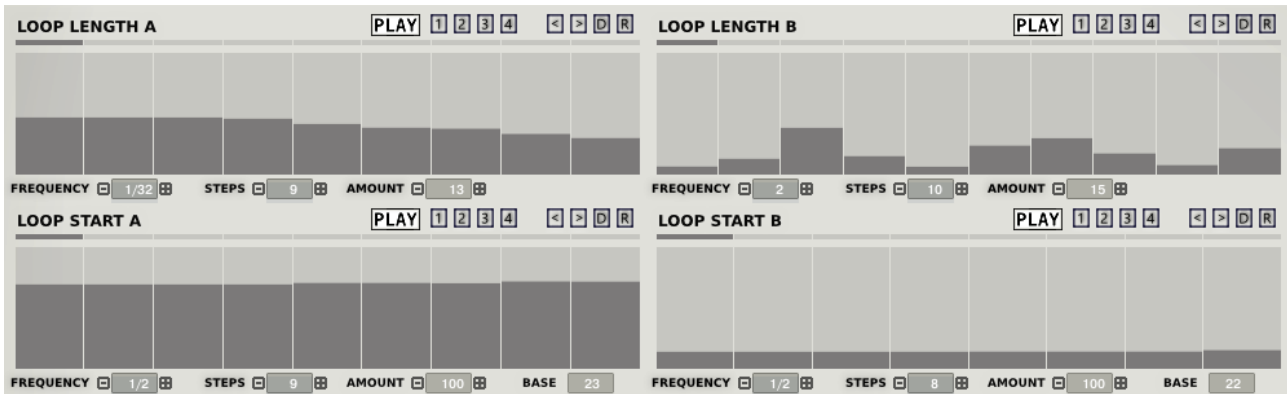 LOOP LENGTH A PLAY 1 2 3 4 < > D R
LOOP LENGTH B PLAY 1 2 3 4 < > D R
FREQUENCY 1/32 STEPS 9 AMOUNT 13
FREQUENCY 2 STEPS 10 AMOUNT 15
LOOP START A PLAY 1 2 3 4 < > D R
LOOP START B PLAY 1 2 3 4 < > D R
FREQUENCY 1/2 STEPS 9 AMOUNT 100 BASE 23
FREQUENCY 1/2 STEPS 8 AMOUNT 100 BASE 22